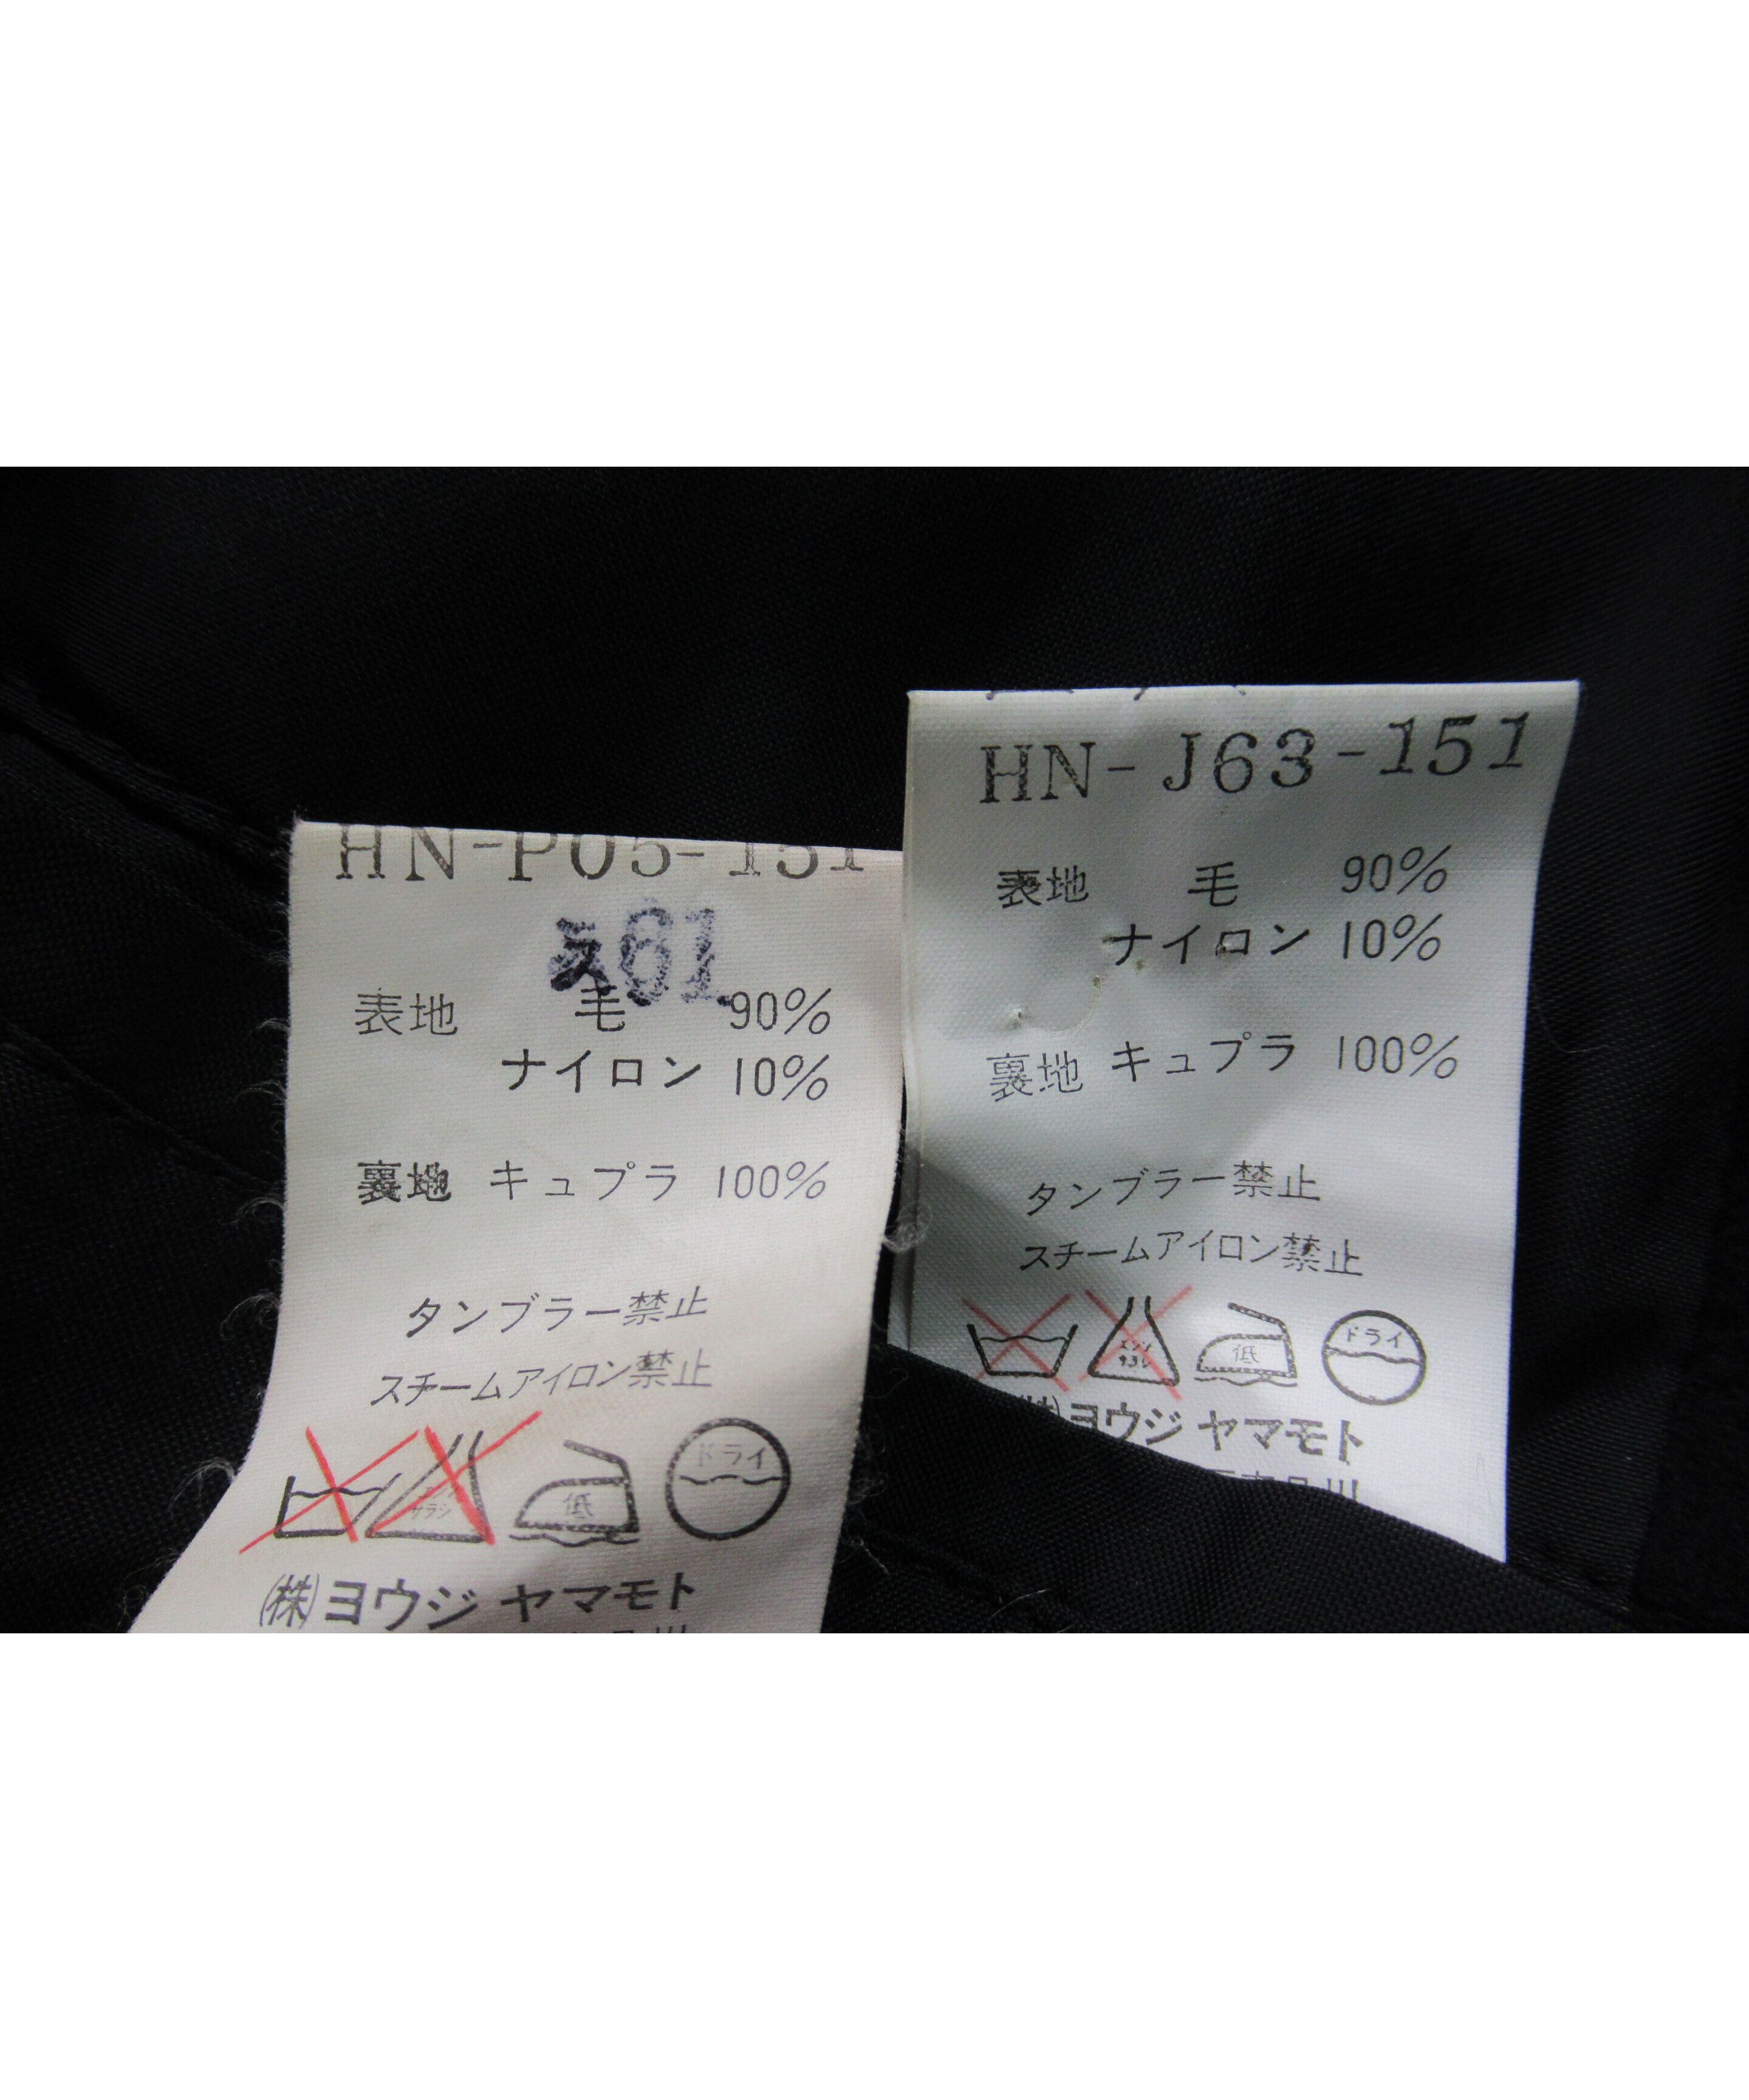 HN-P05-151
61
表地 毛 90%
ナイロン 10%
裏地 キュプラ 100%
タンブラー禁止
スチームアイロン禁止
低 ドライ
(株)ヨウジ ヤマモト
HN-J63-151
表地 毛 90%
ナイロン 10%
裏地 キュプラ 100%
タンブラー禁止
スチームアイロン禁止
低 ドライ
(株)ヨウジ ヤマモト